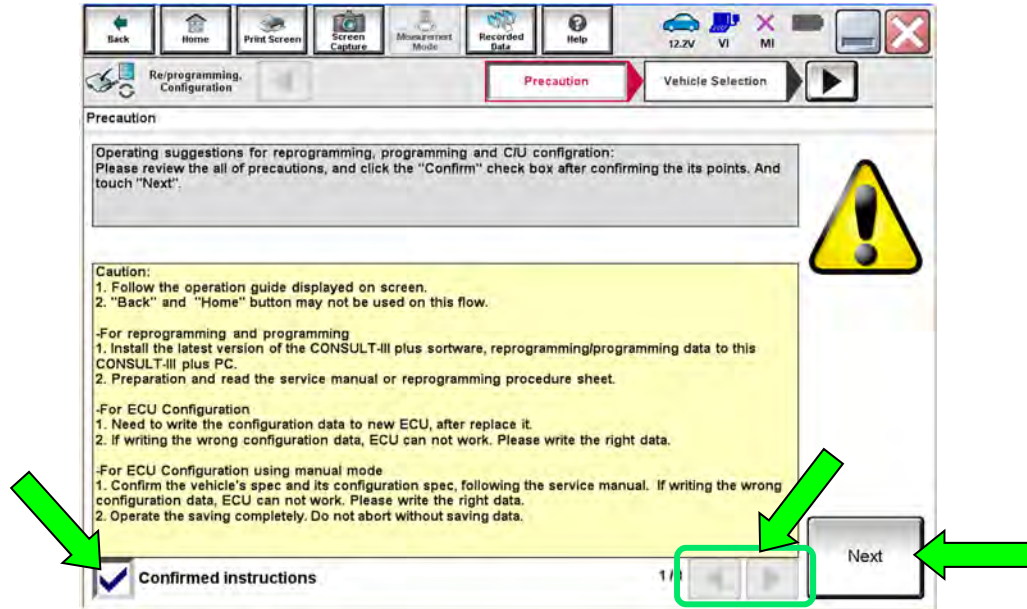 Back
Home
Print Screen
Screen
Capture
Measurement
Mode
Recorded
Data
Help
12.2V
VI
MI
Re/programming,
Configuration
Precaution
Vehicle Selection
Precaution
Operating suggestions for reprogramming, programming and C/U configration:
Please review the all of precautions, and click the "Confirm" check box after confirming the its points. And
touch "Next".
Caution:
1. Follow the operation guide displayed on screen.
2. "Back" and "Home" button may not be used on this flow.
-For reprogramming and programming
1. Install the latest version of the CONSULT-III plus sortware, reprogramming/programming data to this
CONSULT-III plus PC.
2. Preparation and read the service manual or reprogramming procedure sheet.
-For ECU Configuration
1. Need to write the configuration data to new ECU, after replace it.
2. If writing the wrong configuration data, ECU can not work. Please write the right data.
-For ECU Configuration using manual mode
1. Confirm the vehicle's spec and its configuration spec, following the service manual. If writing the wrong
configuration data, ECU can not work. Please write the right data.
2. Operate the saving completely. Do not abort without saving data.
Confirmed instructions
Next